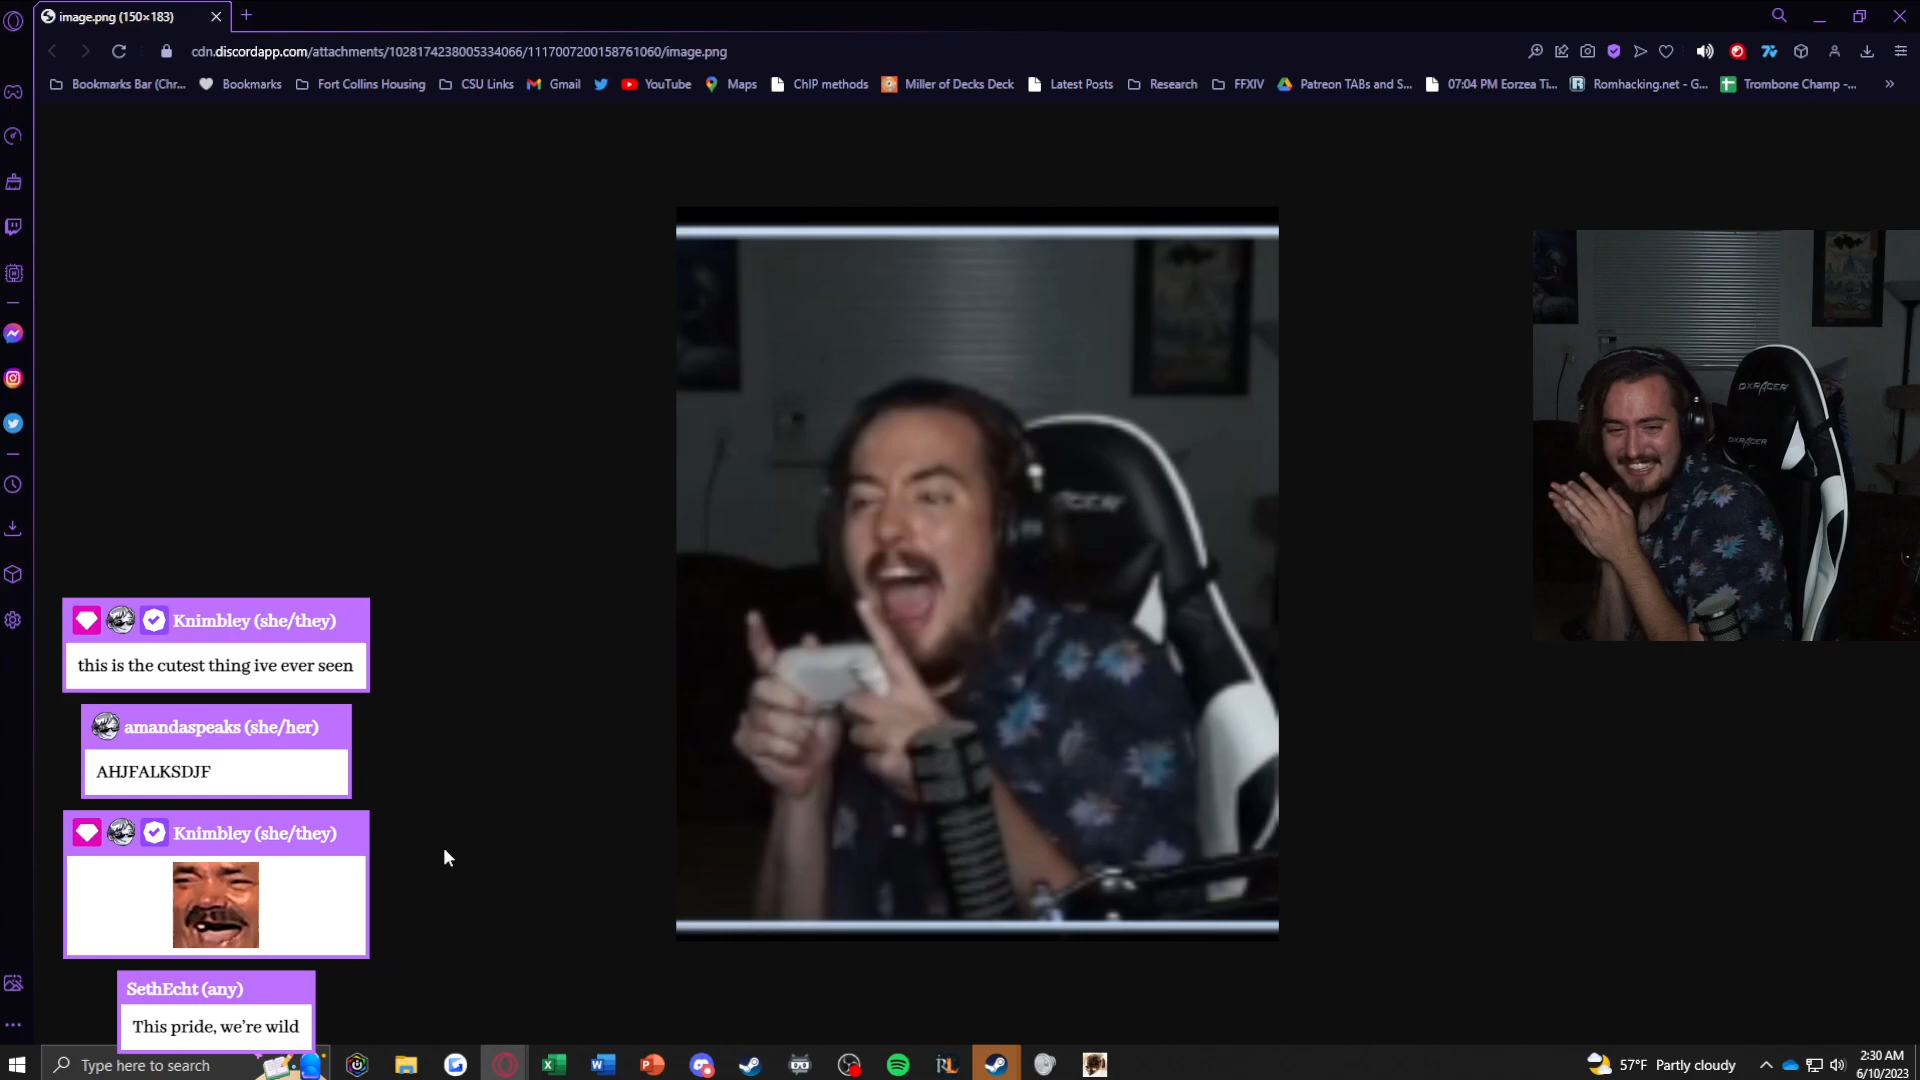 image.png (150×183)
cdn.discordapp.com/attachments/1028174238005334066/1117007200158761060/image.png
Bookmarks Bar (Chr... Bookmarks Fort Collins Housing CSU Links Gmail YouTube Maps ChIP methods Miller of Decks Deck Latest Posts Research FFXIV Patreon TABs and S... 07:04 PM Eorzea Ti... Romhacking.net - G... Trombone Champ -... »
DXRACER
DXRACER
Knimbley (she/they)
this is the cutest thing ive ever seen
amandaspeaks (she/her)
AHJFALKSDJF
Knimbley (she/they)
SethEcht (any)
This pride, we’re wild
Type here to search
57°F Partly cloudy
2:30 AM
6/10/2023